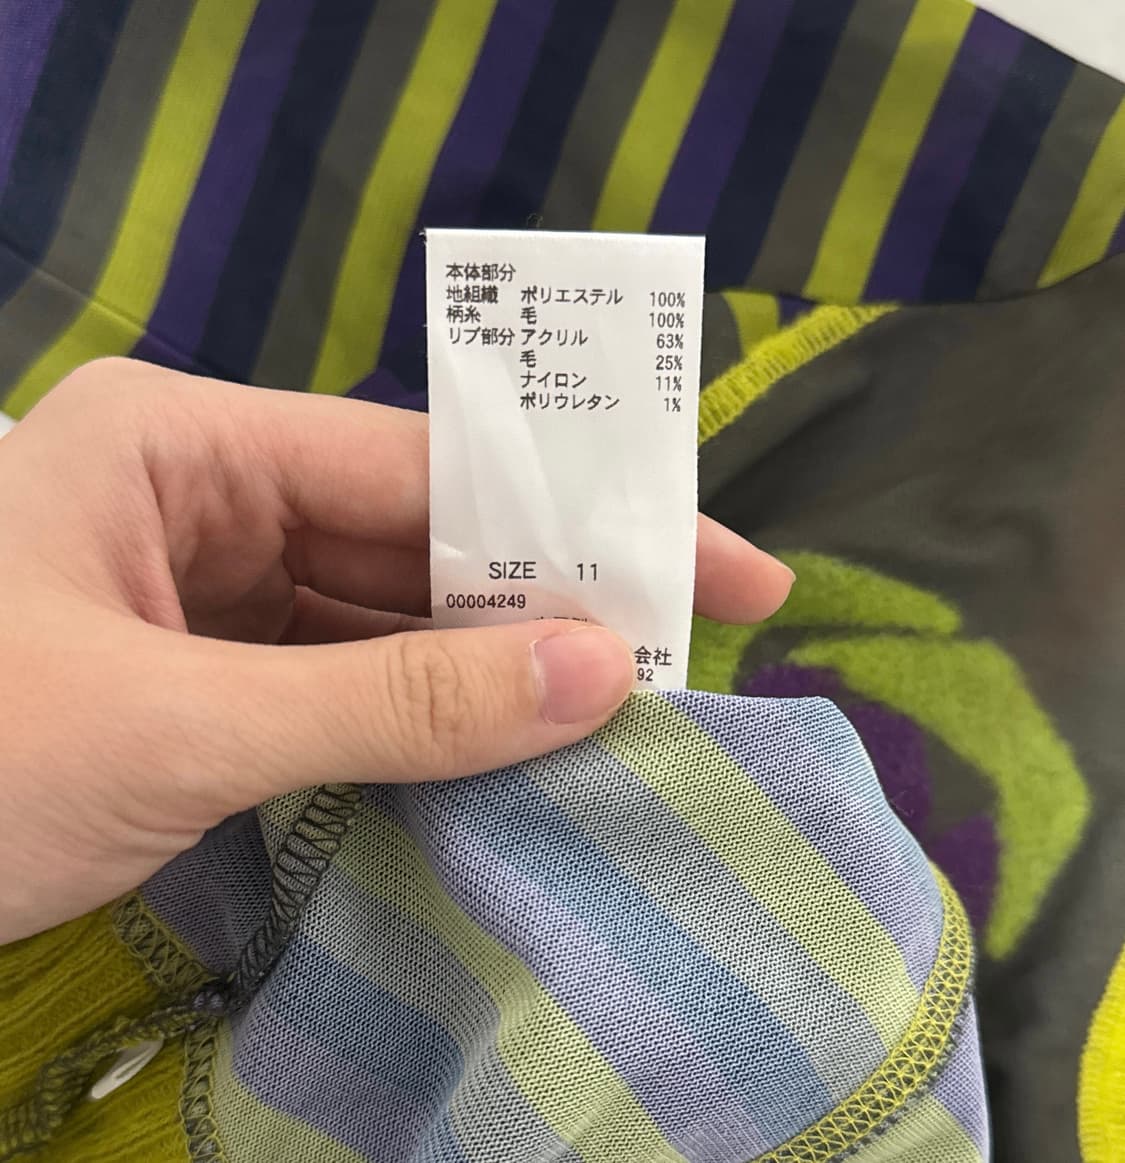 本体部分
地組織 ポリエステル 100%
柄糸 毛 100%
リブ部分 アクリル 63%
毛 25%
ナイロン 11%
ポリウレタン 1%
SIZE 11
00004249
会社
92